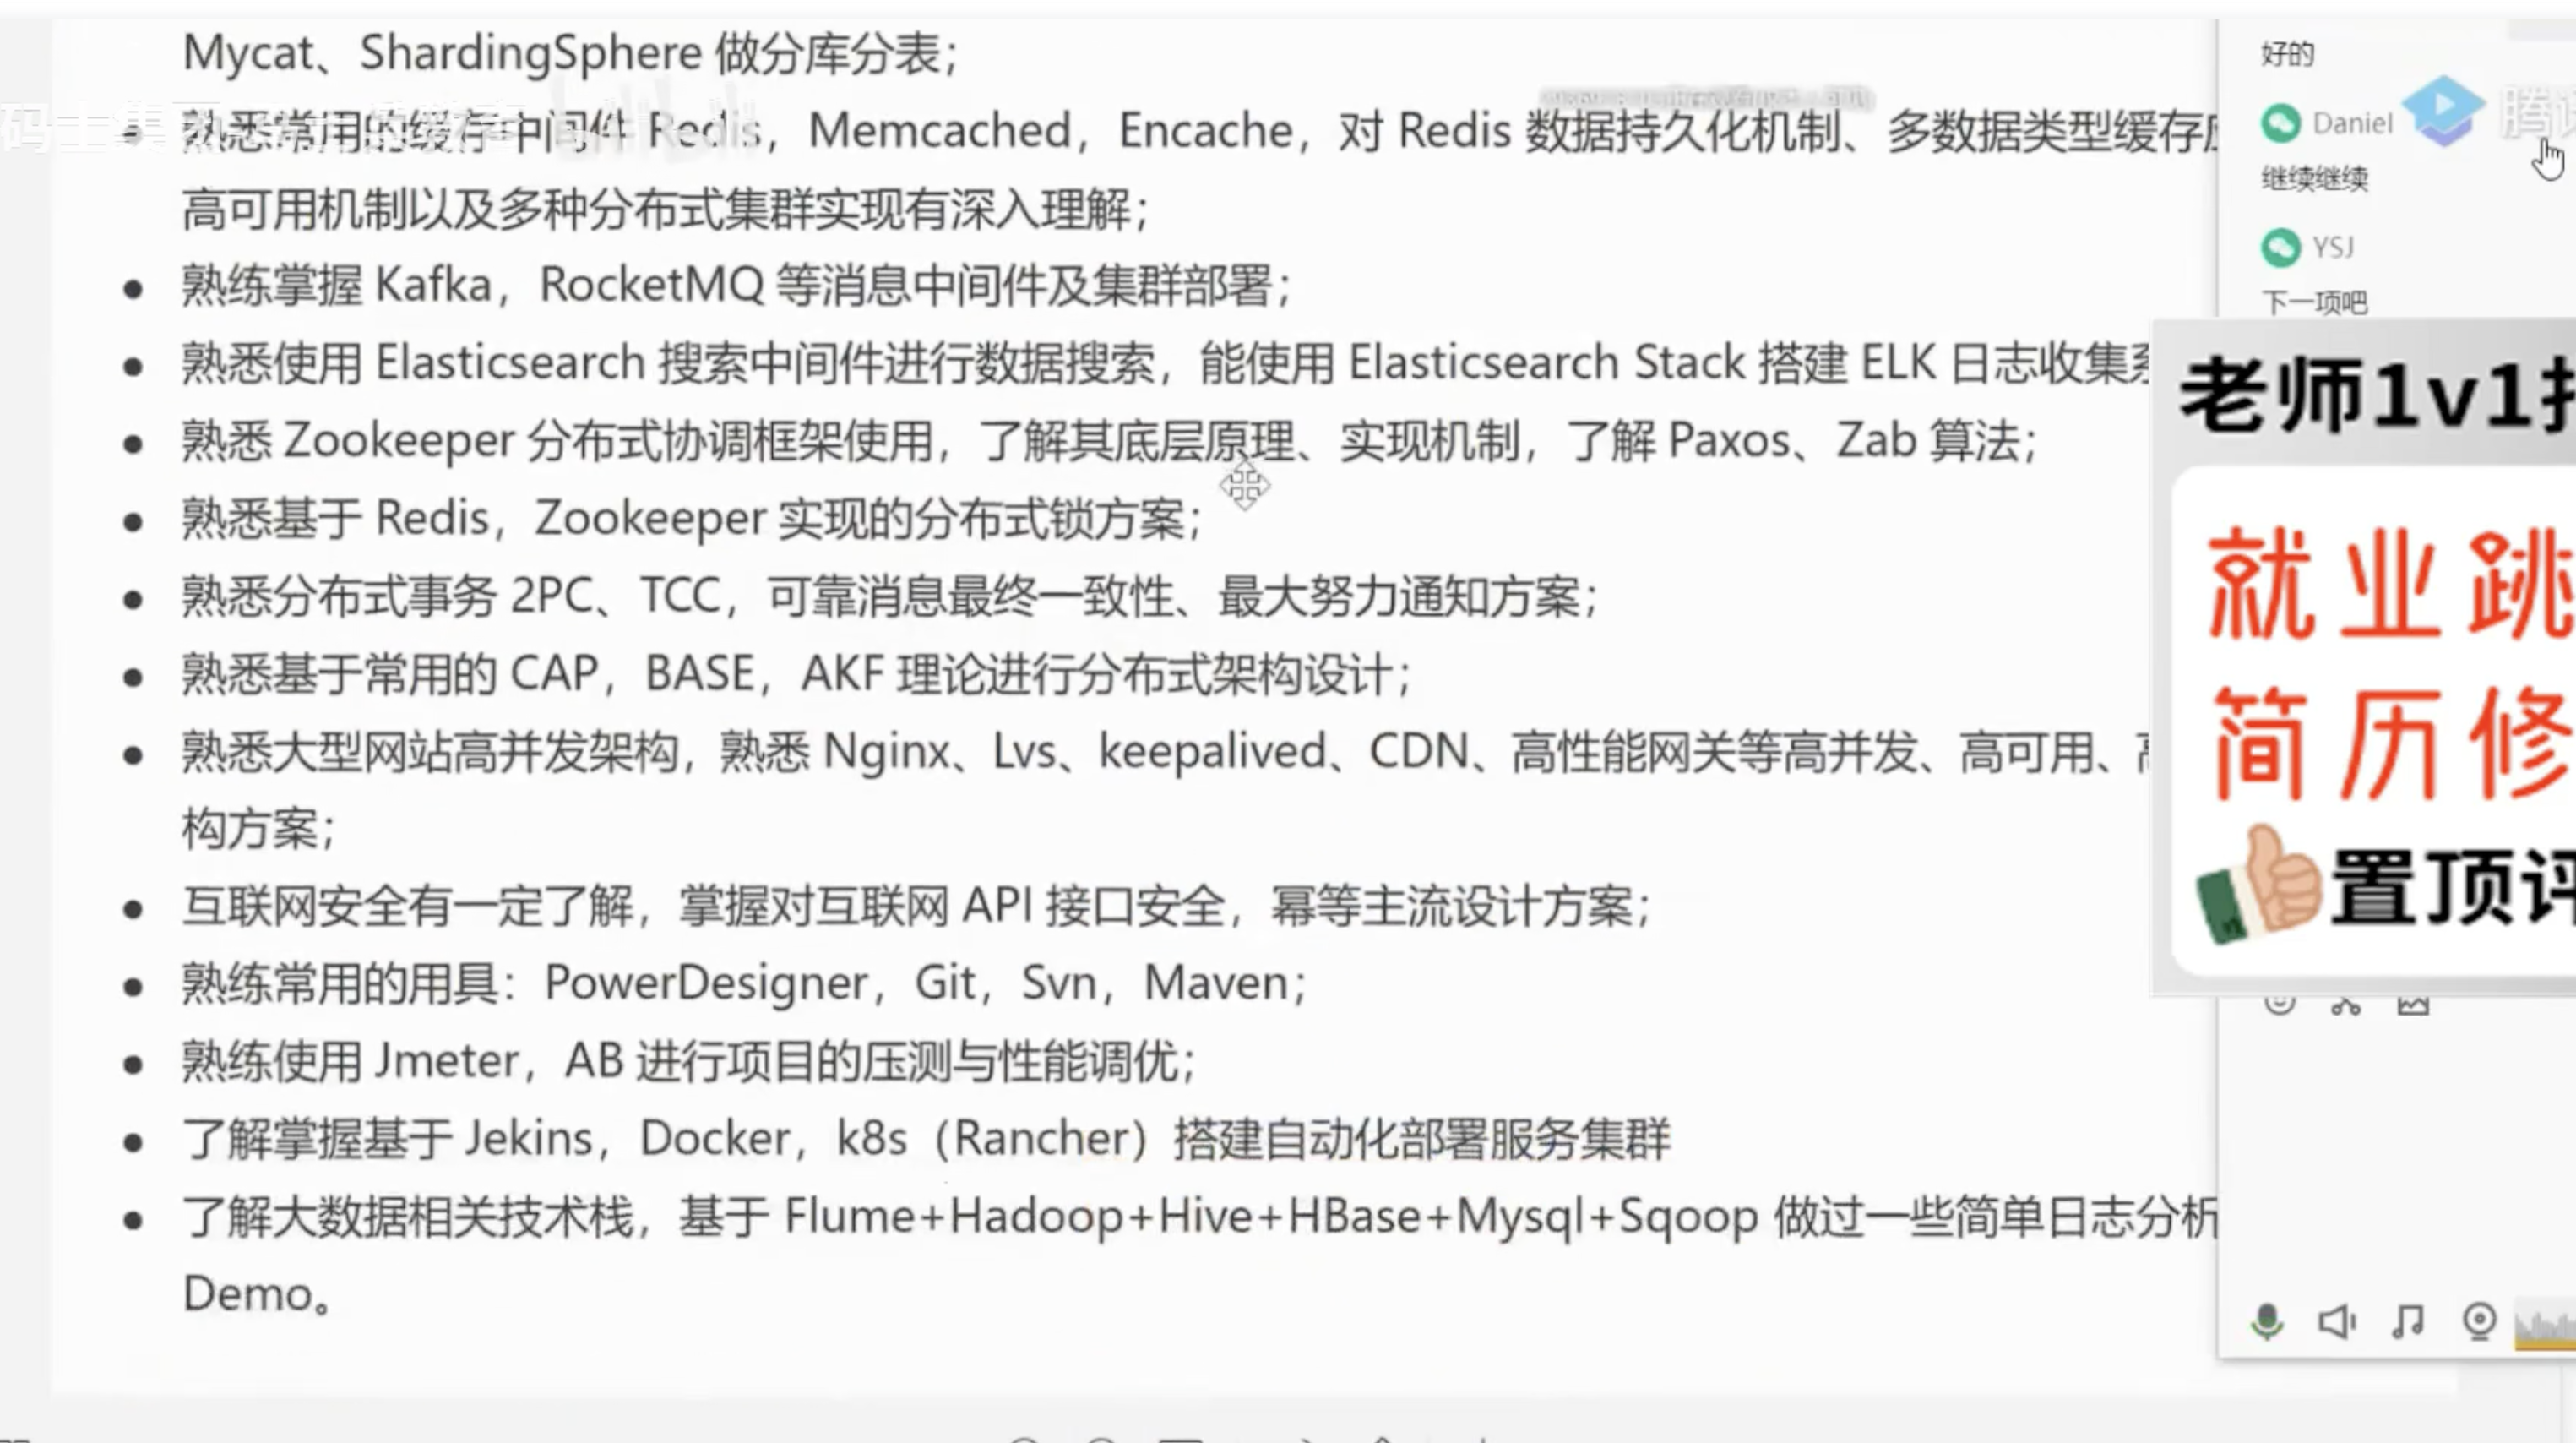 Mycat、ShardingSphere 做分库分表；
熟悉常用的缓存中间件 Redis，Memcached，Encache，对 Redis 数据持久化机制、多数据类型缓存
高可用机制以及多种分布式集群实现有深入理解；
熟练掌握 Kafka，RocketMQ 等消息中间件及集群部署；
熟悉使用 Elasticsearch 搜索中间件进行数据搜索，能使用 Elasticsearch Stack 搭建 ELK 日志收集
熟悉 Zookeeper 分布式协调框架使用，了解其底层原理、实现机制，了解 Paxos、Zab 算法；
熟悉基于 Redis，Zookeeper 实现的分布式锁方案；
熟悉分布式事务 2PC、TCC，可靠消息最终一致性、最大努力通知方案；
熟悉基于常用的 CAP，BASE，AKF 理论进行分布式架构设计；
熟悉大型网站高并发架构，熟悉 Nginx、Lvs、keepalived、CDN、高性能网关等高并发、高可用、
构方案；
互联网安全有一定了解，掌握对互联网 API 接口安全，幂等主流设计方案；
熟练常用的用具：PowerDesigner，Git，Svn，Maven；
熟练使用 Jmeter，AB 进行项目的压测与性能调优；
了解掌握基于 Jekins，Docker，k8s（Rancher）搭建自动化部署服务集群
了解大数据相关技术栈，基于 Flume+Hadoop+Hive+HBase+Mysql+Sqoop 做过一些简单日志分析
Demo。
好的
Daniel
继续继续
YSJ
下一项吧
老师1v1
就业跳
简历修
置顶评